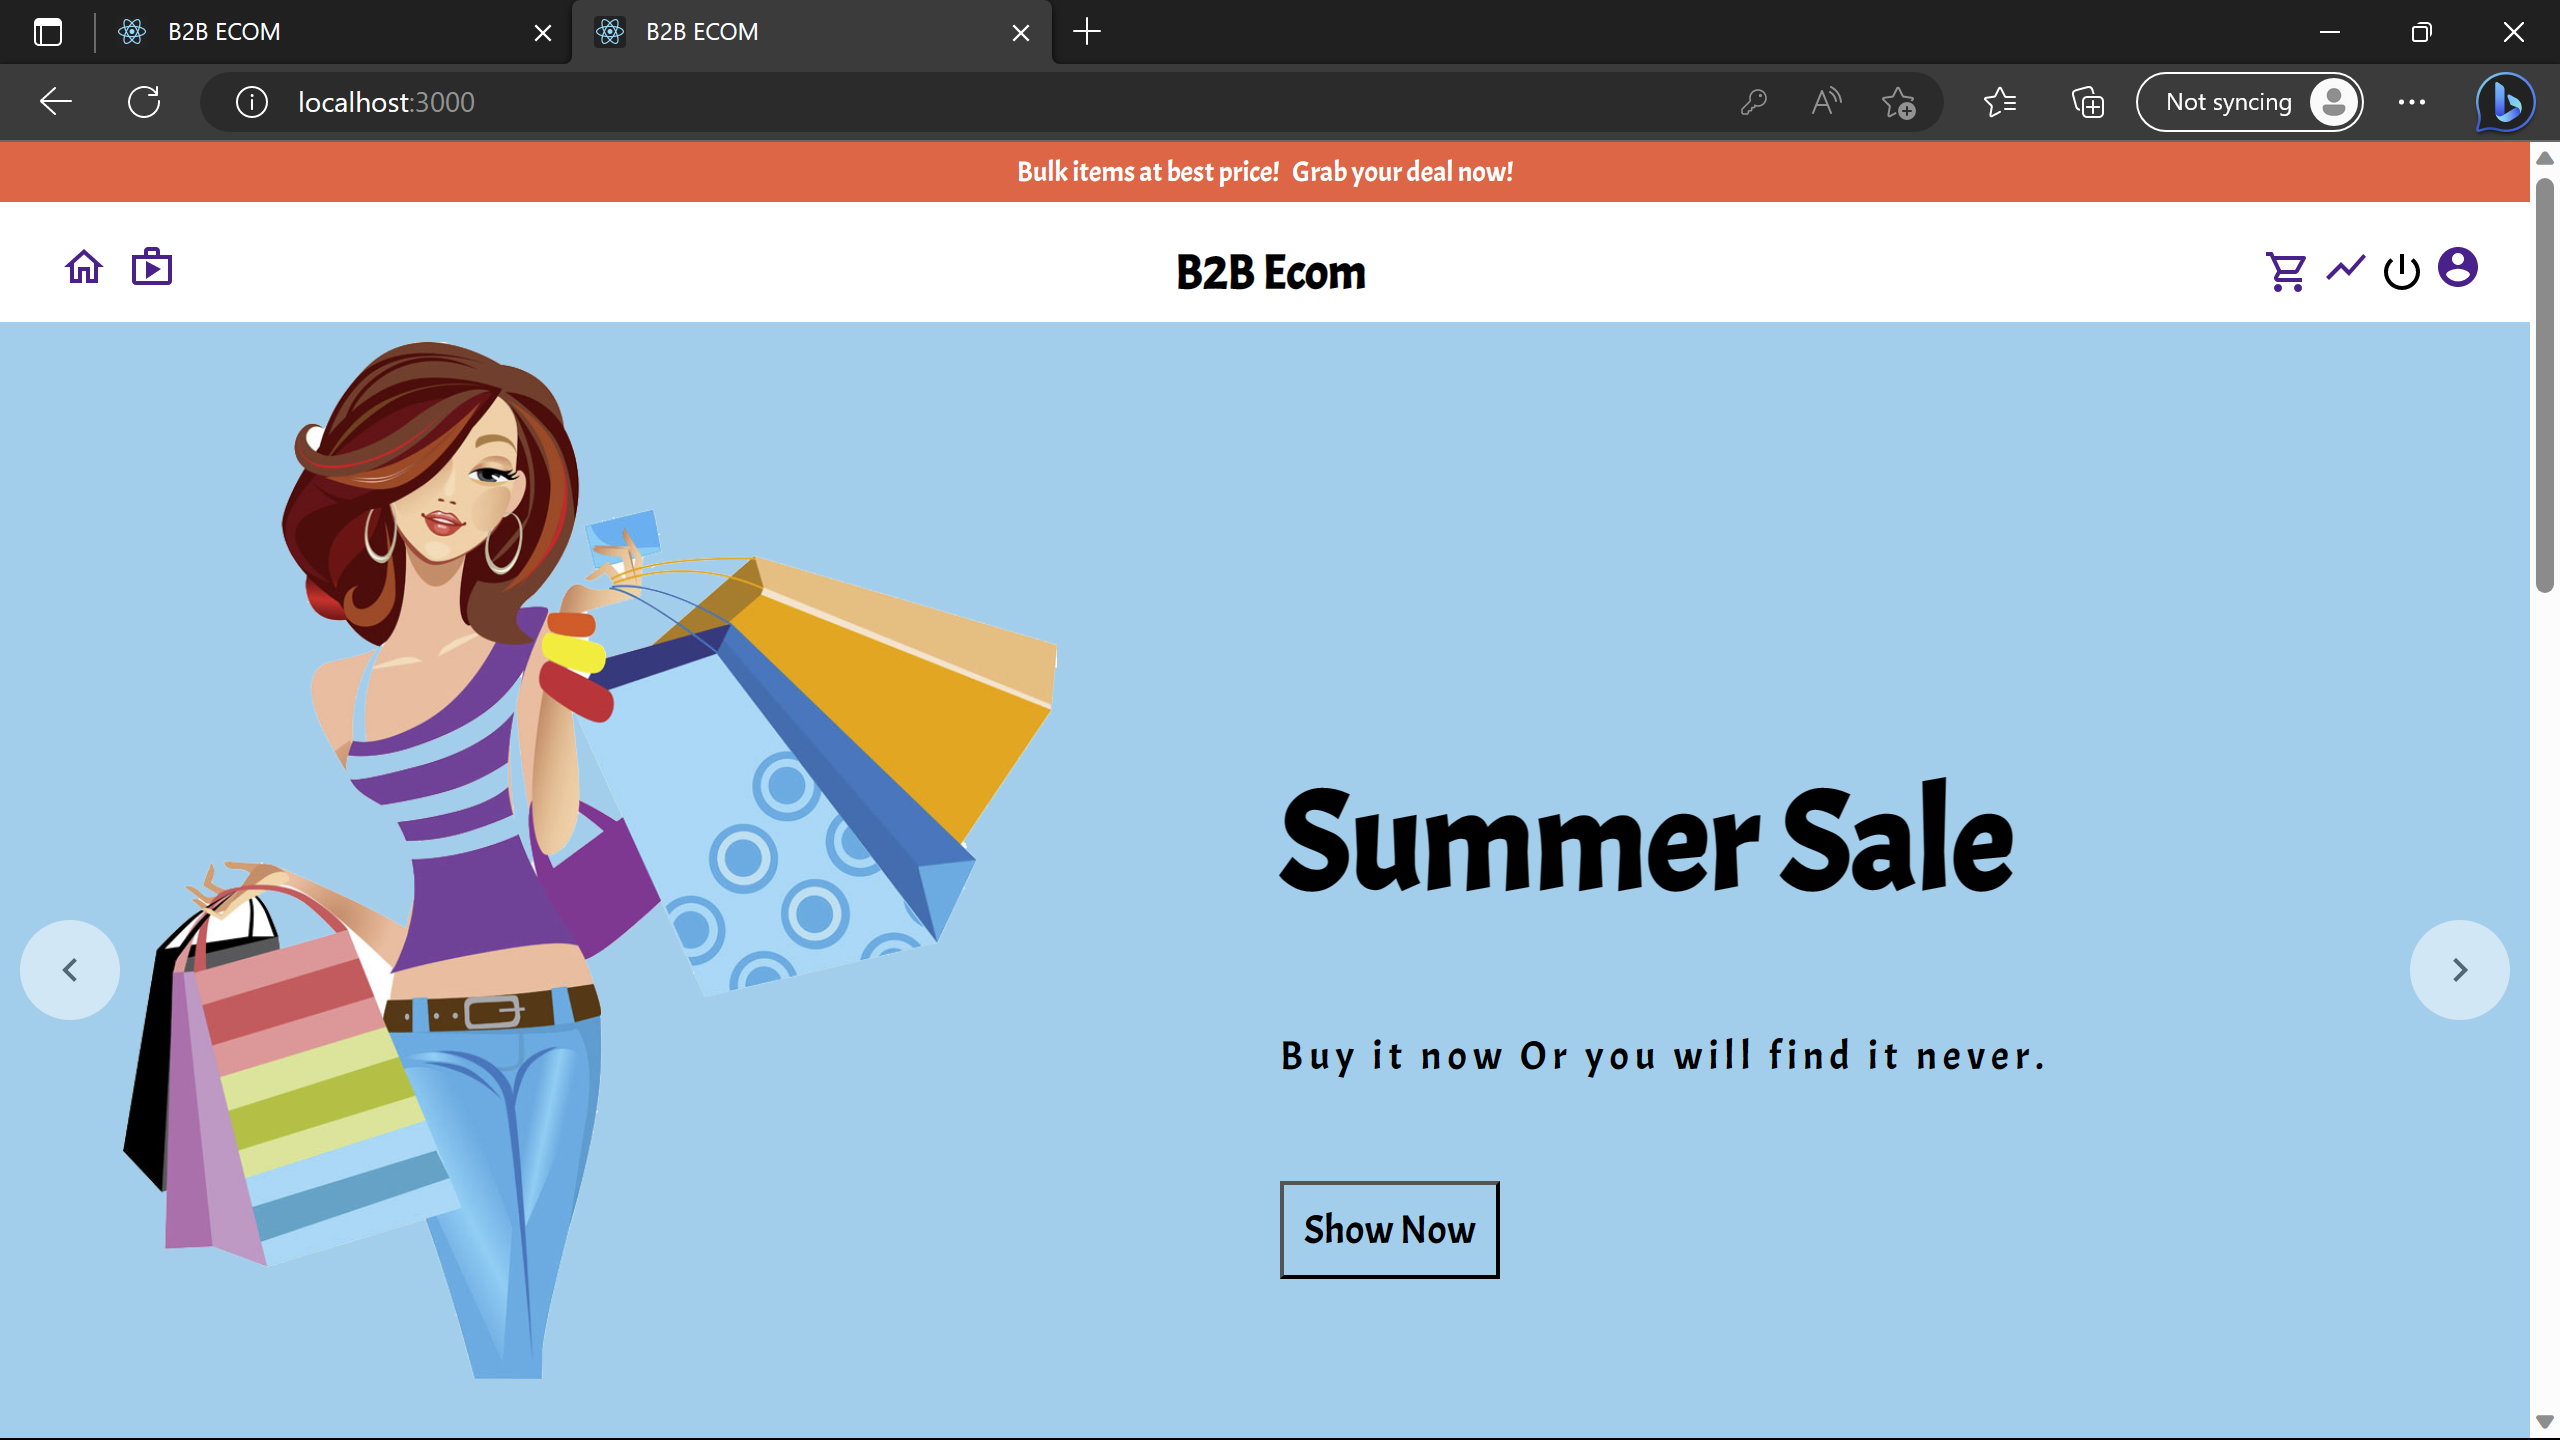 B2B ECOM
B2B ECOM
localhost:3000
Not syncing
Bulk items at best price! Grab your deal now!
B2B Ecom
Summer Sale
Buy it now Or you will find it never.
Show Now